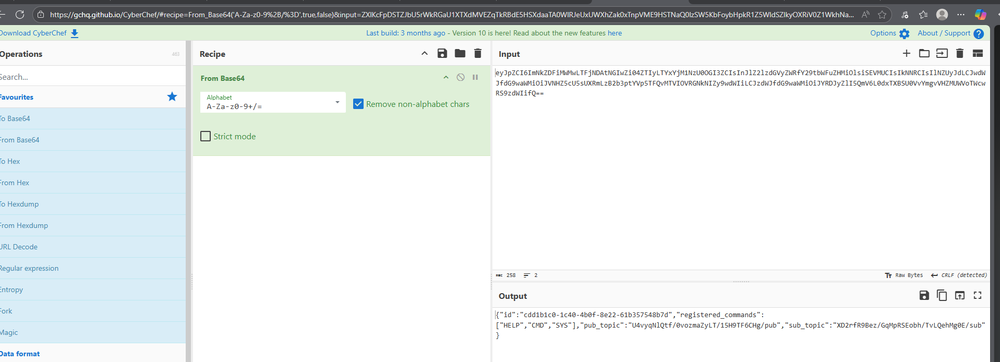 https://gchq.github.io/CyberChef/#recipe=From_Base64('A-Za-z0-9%2B/%3D',true,false)&input=ZXlKcFpDSTZJbU5rWkRGaU1XTXdMVEZqTkRBdE5HSXdaaTA0WlRJeUxUWXhZak0xTnpVME9HSTNaQ0lzSW5KbFoybHpkR1Z5WldSZlkyOXRiV0Z1WkhNa...
Download CyberChef
Last build: 3 months ago - Version 10 is here! Read about the new features here
Options
About / Support
Operations
463
Search...
Favourites
To Base64
From Base64
To Hex
From Hex
To Hexdump
From Hexdump
URL Decode
Regular expression
Entropy
Fork
Magic
Data format
Recipe
From Base64
Alphabet
A-Za-z0-9+/=
Remove non-alphabet chars
Strict mode
Input
eyJpZCI6ImNkZDFiMWMwLTFjNDAtNGIwZi04ZTIyLTYxYjM1NzU0OGI3ZCIsInJlZ2lzdGVyZWRfY29tbWFuZHMiOlsiSEVMUCIsIkNNRCIsIlNZUyJdLCJwdW
JfdG9waWMiOiJVNHZ5cU5sUXRmLzB2b3ptYVp5TFQvMTVIOVRGNkNIZy9wdWIiLCJzdWJfdG9waWMiOiJYRDJyZlI5QmV6L0dxTXBSU0VvYmgvVHZMUWVoTWcw
RS9zdWIifQ==
258
2
Raw Bytes
CRLF (detected)
Output
{"id":"cdd1b1c0-1c40-4b0f-8e22-61b357548b7d","registered_commands":
["HELP","CMD","SYS"],"pub_topic":"U4vyqNlQtf/0vozmaZyLT/15H9TF6CHg/pub","sub_topic":"XD2rfR9Bez/GqMpRSEobh/TvLQehMg0E/sub"
}